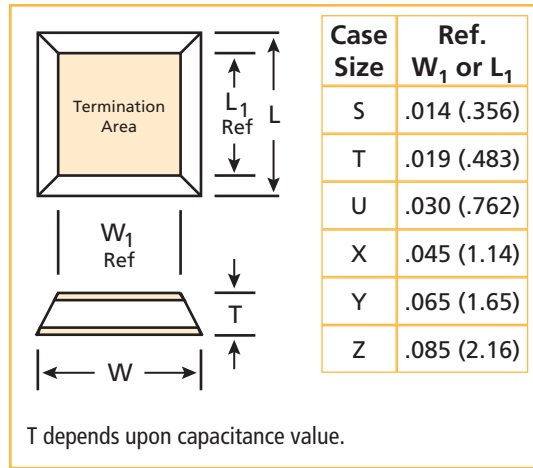 Termination
Area
L1
Ref
L
W1
Ref
T
W
Case Size Ref. W1 or L1
S .014 (.356)
T .019 (.483)
U .030 (.762)
X .045 (1.14)
Y .065 (1.65)
Z .085 (2.16)
T depends upon capacitance value.